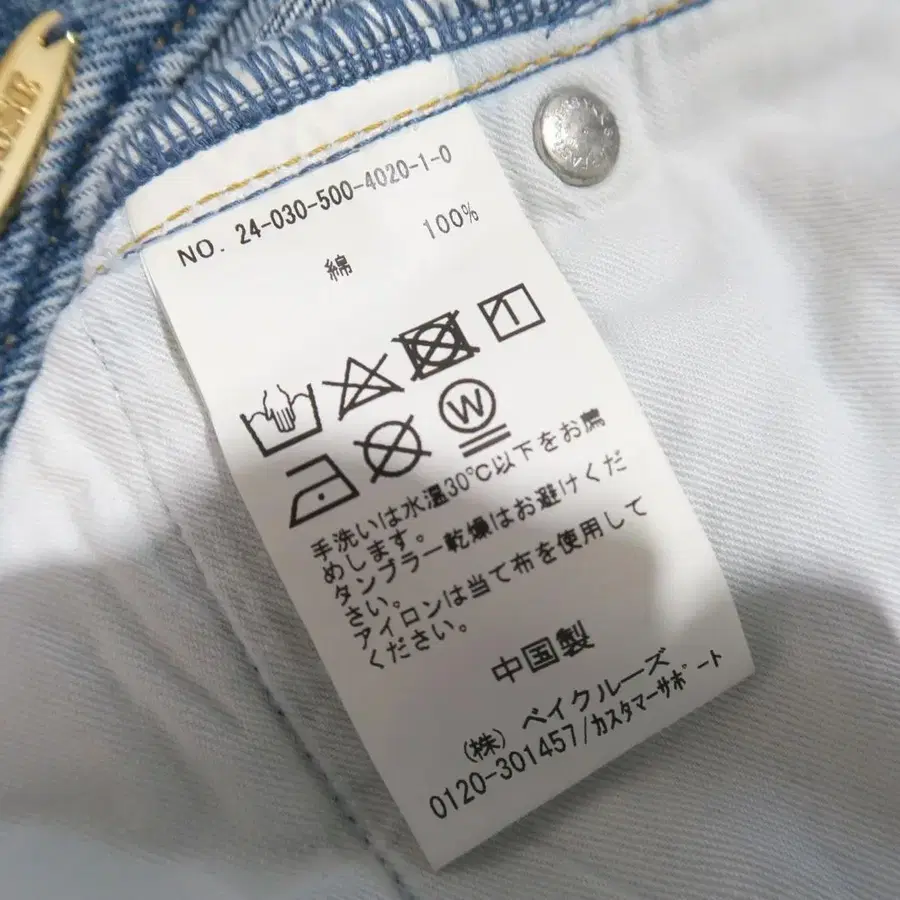 NO. 24-030-500-4020-1-0
綿 100%
W
手洗いは水温30℃以下をお薦
めします。
タンブラー乾燥はお避けくだ
さい。
アイロンは当て布を使用して
ください。
中国製
(株) ベイクルーズ
0120-301457/カスタマーサポート